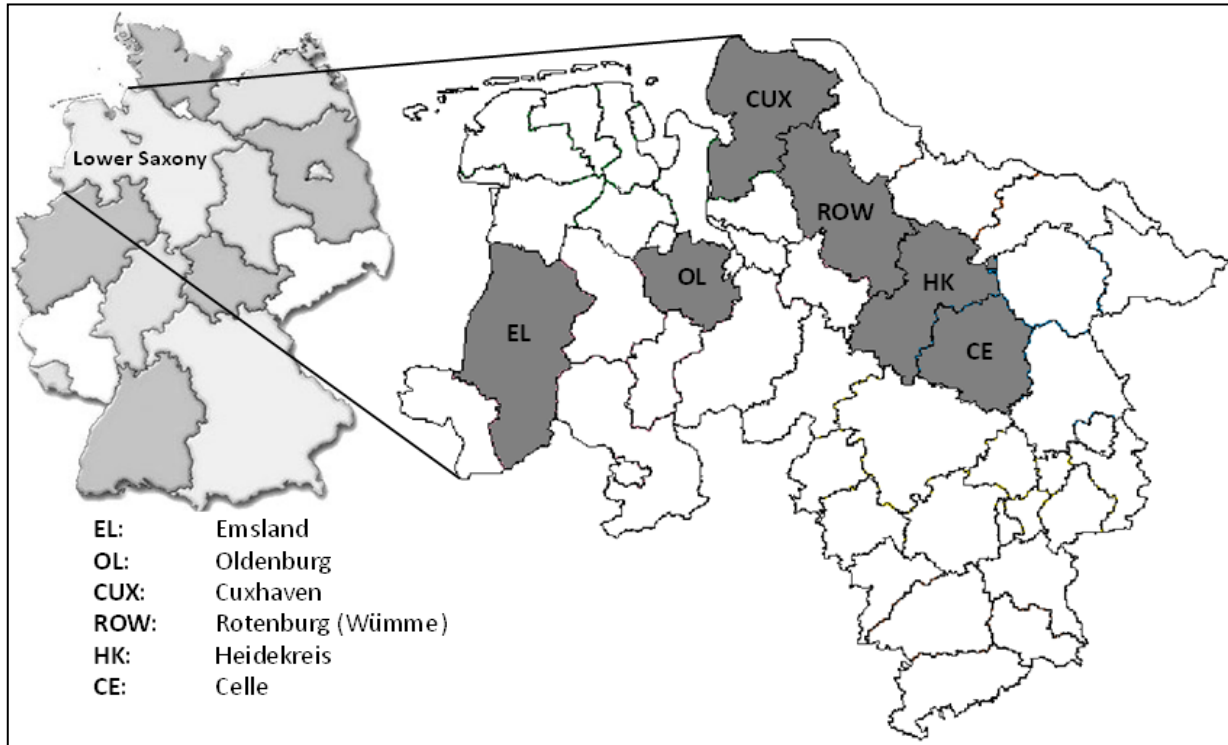 CUX
Lower Saxony
ROW
OL
HK
EL
CE
EL: Emsland
OL: Oldenburg
CUX: Cuxhaven
ROW: Rotenburg (Wümme)
HK: Heidekreis
CE: Celle